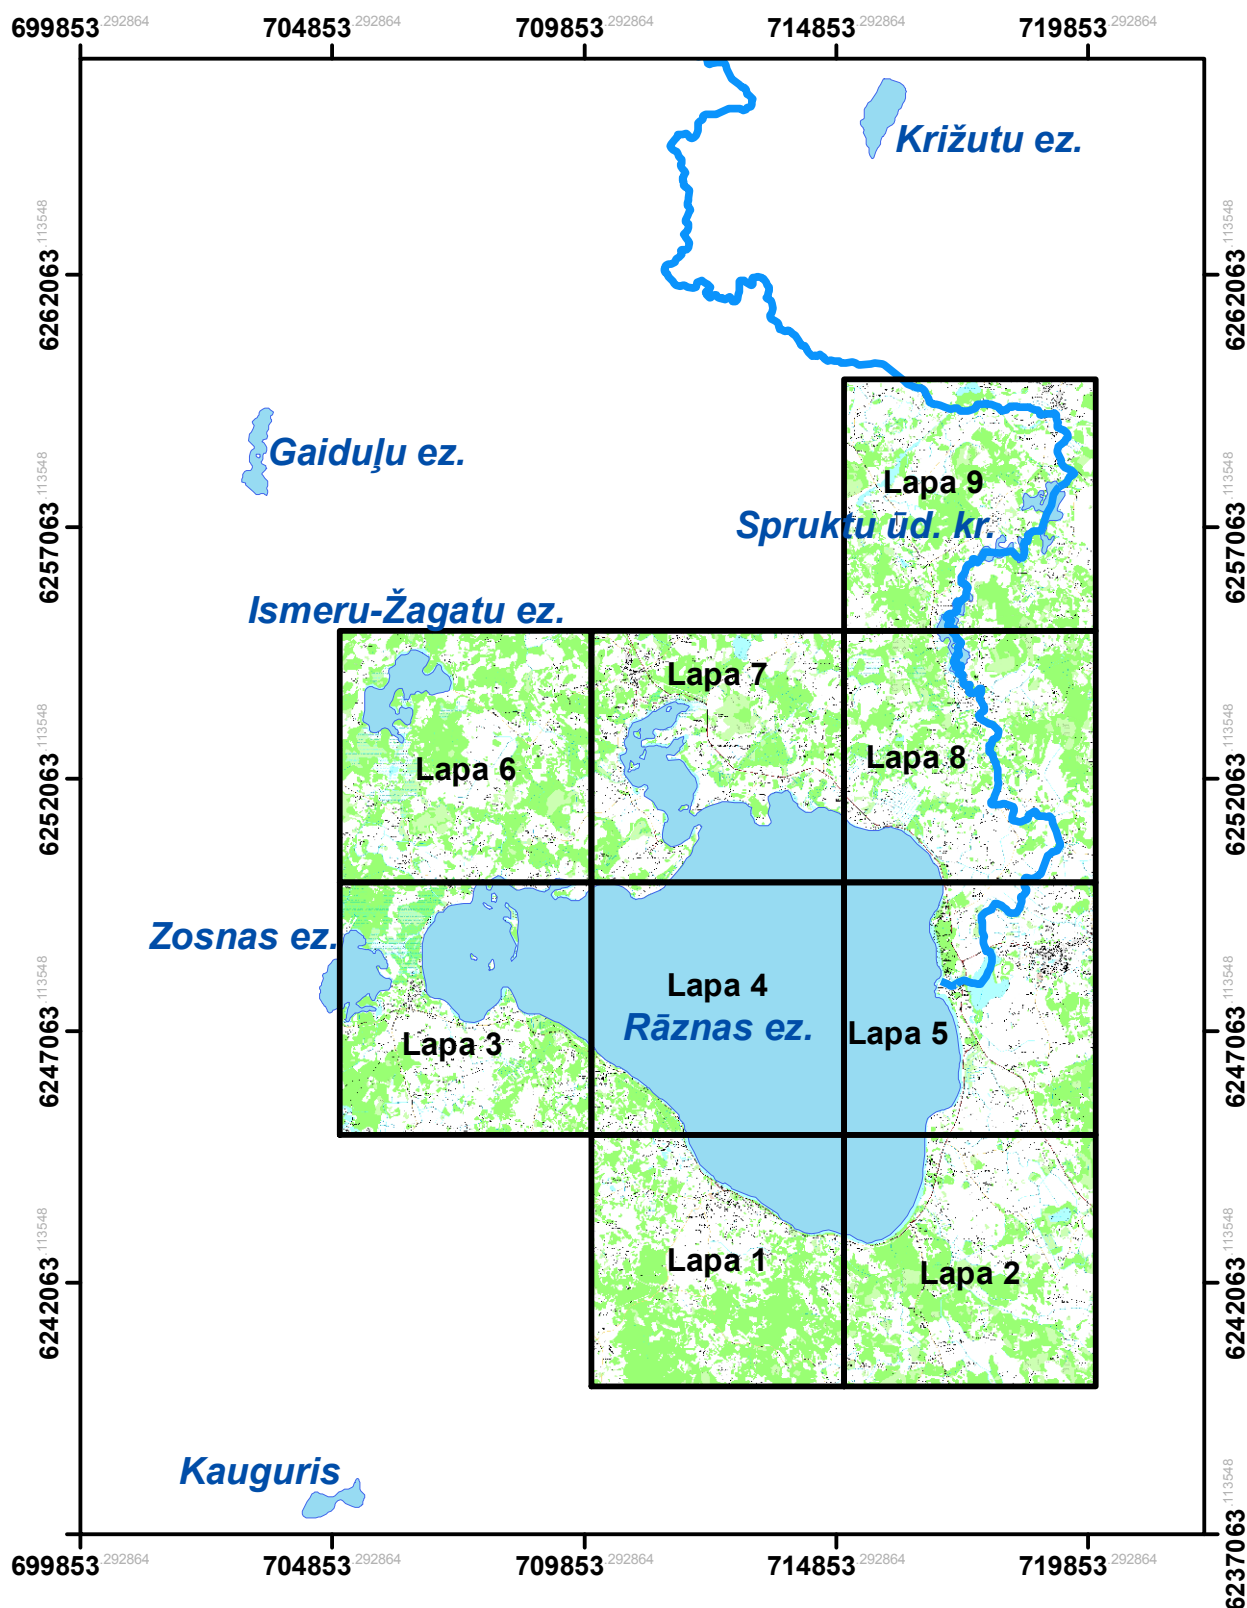 699853.292864 704853.292864 709853.292864 714853.292864 719853.292864
Križutu ez.
6262063.113548 6262063.113548
Gaiduļu ez.
Lapa 9
Spruktu ūd. kr.
6257063.113548 6257063.113548
Ismeru-Žagatu ez.
Lapa 7
Lapa 6
Lapa 8
6252063.113548 6252063.113548
Zosnas ez.
Lapa 4
Rāznas ez.
Lapa 5
Lapa 3
6247063.113548 6247063.113548
Lapa 1
Lapa 2
6242063.113548 6242063.113548
Kauguris
6237063.113548
699853.292864 704853.292864 709853.292864 714853.292864 719853.292864